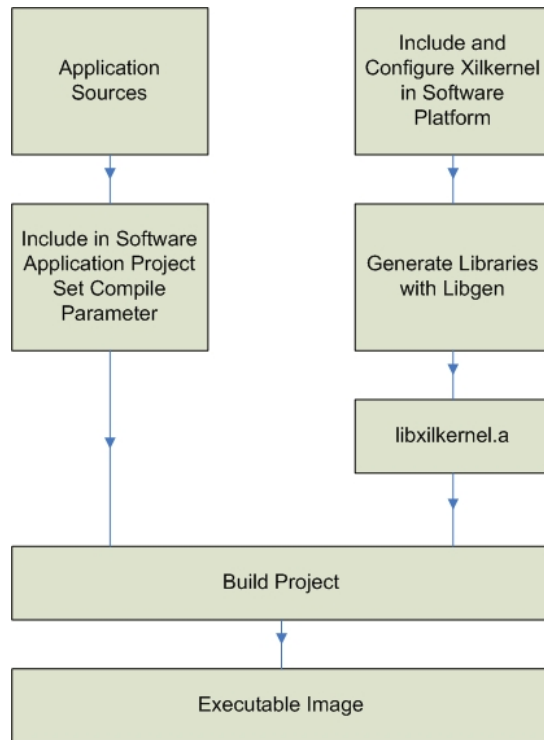 Application
Sources
Include and
Configure Xilkernel
in Software
Platform
Include in Software
Application Project
Set Compile
Parameter
Generate Libraries
with Libgen
libxilkernel.a
Build Project
Executable Image